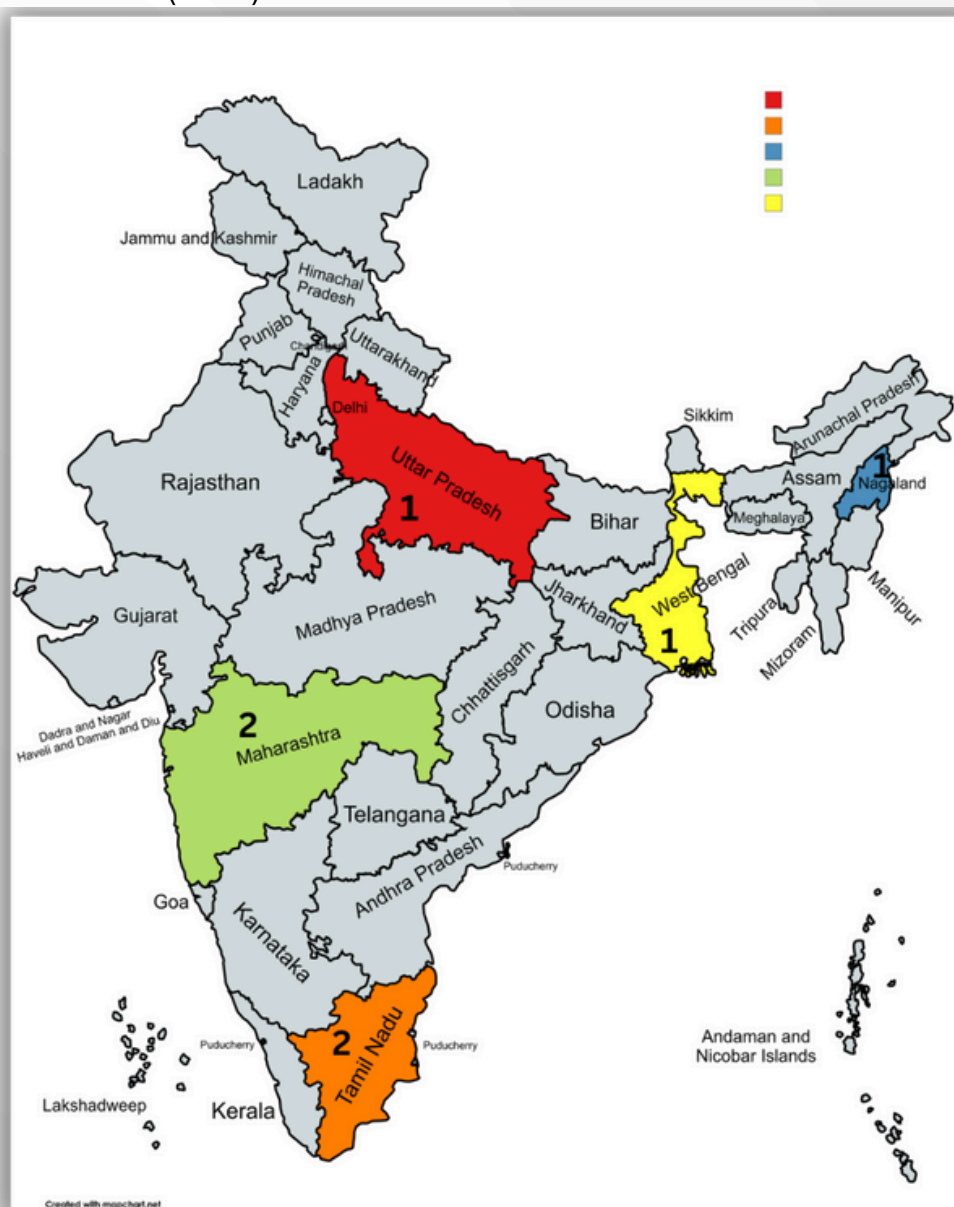 Ladakh
Jammu and Kashmir
Himachal
Pradesh
Punjab
Uttarakhand
Haryana
Delhi
Sikkim
Arunachal Pradesh
Rajasthan
Uttar Pradesh
1
Bihar
Assam
1
Nagaland
Meghalaya
Gujarat
Madhya Pradesh
Jharkhand
West Bengal
1
Tripura
Mizoram
Manipur
Chhattisgarh
Odisha
Dadra and Nagar
Haveli and Daman and Diu
2
Maharashtra
Telangana
Andhra Pradesh
Puducherry
Goa
Karnataka
Puducherry
2
Tamil Nadu
Puducherry
Andaman and
Nicobar Islands
Lakshadweep
Kerala
Created with mapchart.net